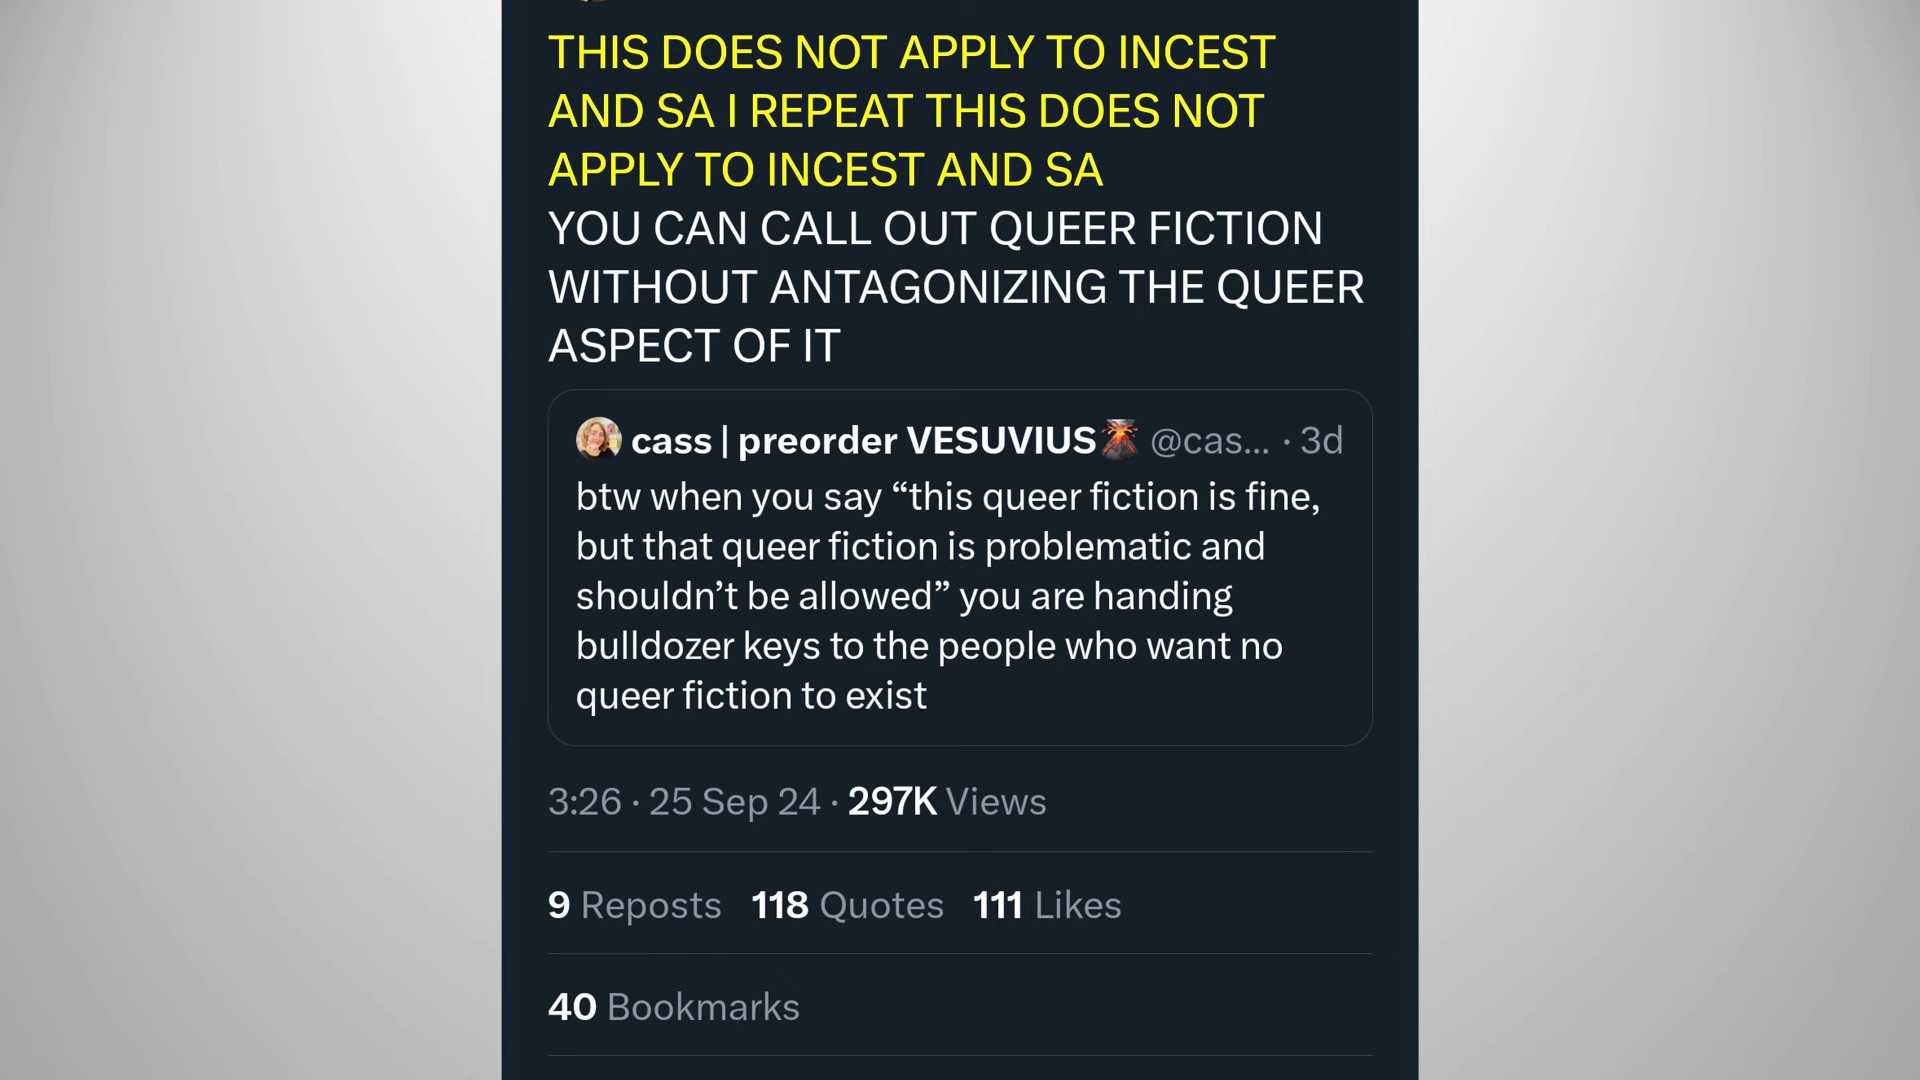 THIS DOES NOT APPLY TO INCEST
AND SA I REPEAT THIS DOES NOT
APPLY TO INCEST AND SA
YOU CAN CALL OUT QUEER FICTION
WITHOUT ANTAGONIZING THE QUEER
ASPECT OF IT
cass | preorder VESUVIUS🌋 @cas... · 3d
btw when you say “this queer fiction is fine,
but that queer fiction is problematic and
shouldn’t be allowed” you are handing
bulldozer keys to the people who want no
queer fiction to exist
3:26 · 25 Sep 24 · 297K Views
9 Reposts 118 Quotes 111 Likes
40 Bookmarks